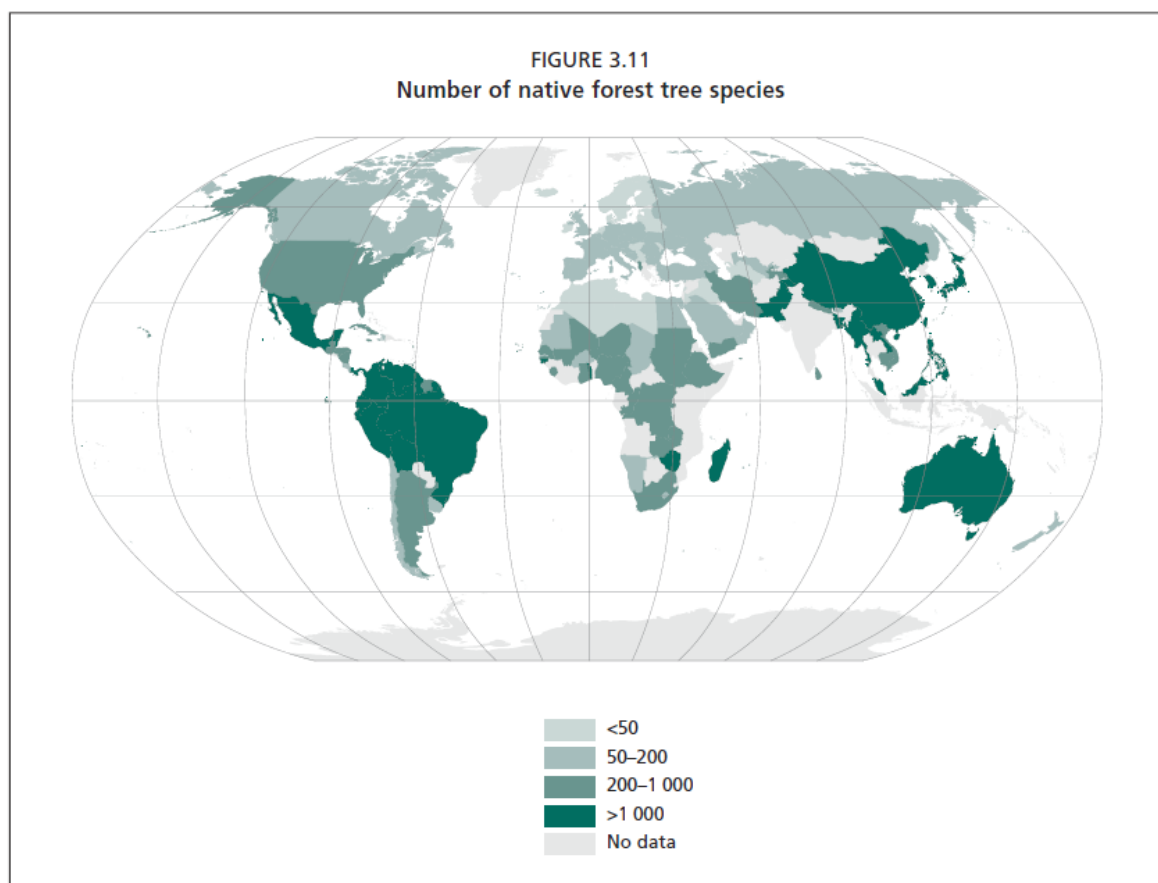 FIGURE 3.11
Number of native forest tree species
<50
50–200
200–1 000
>1 000
No data